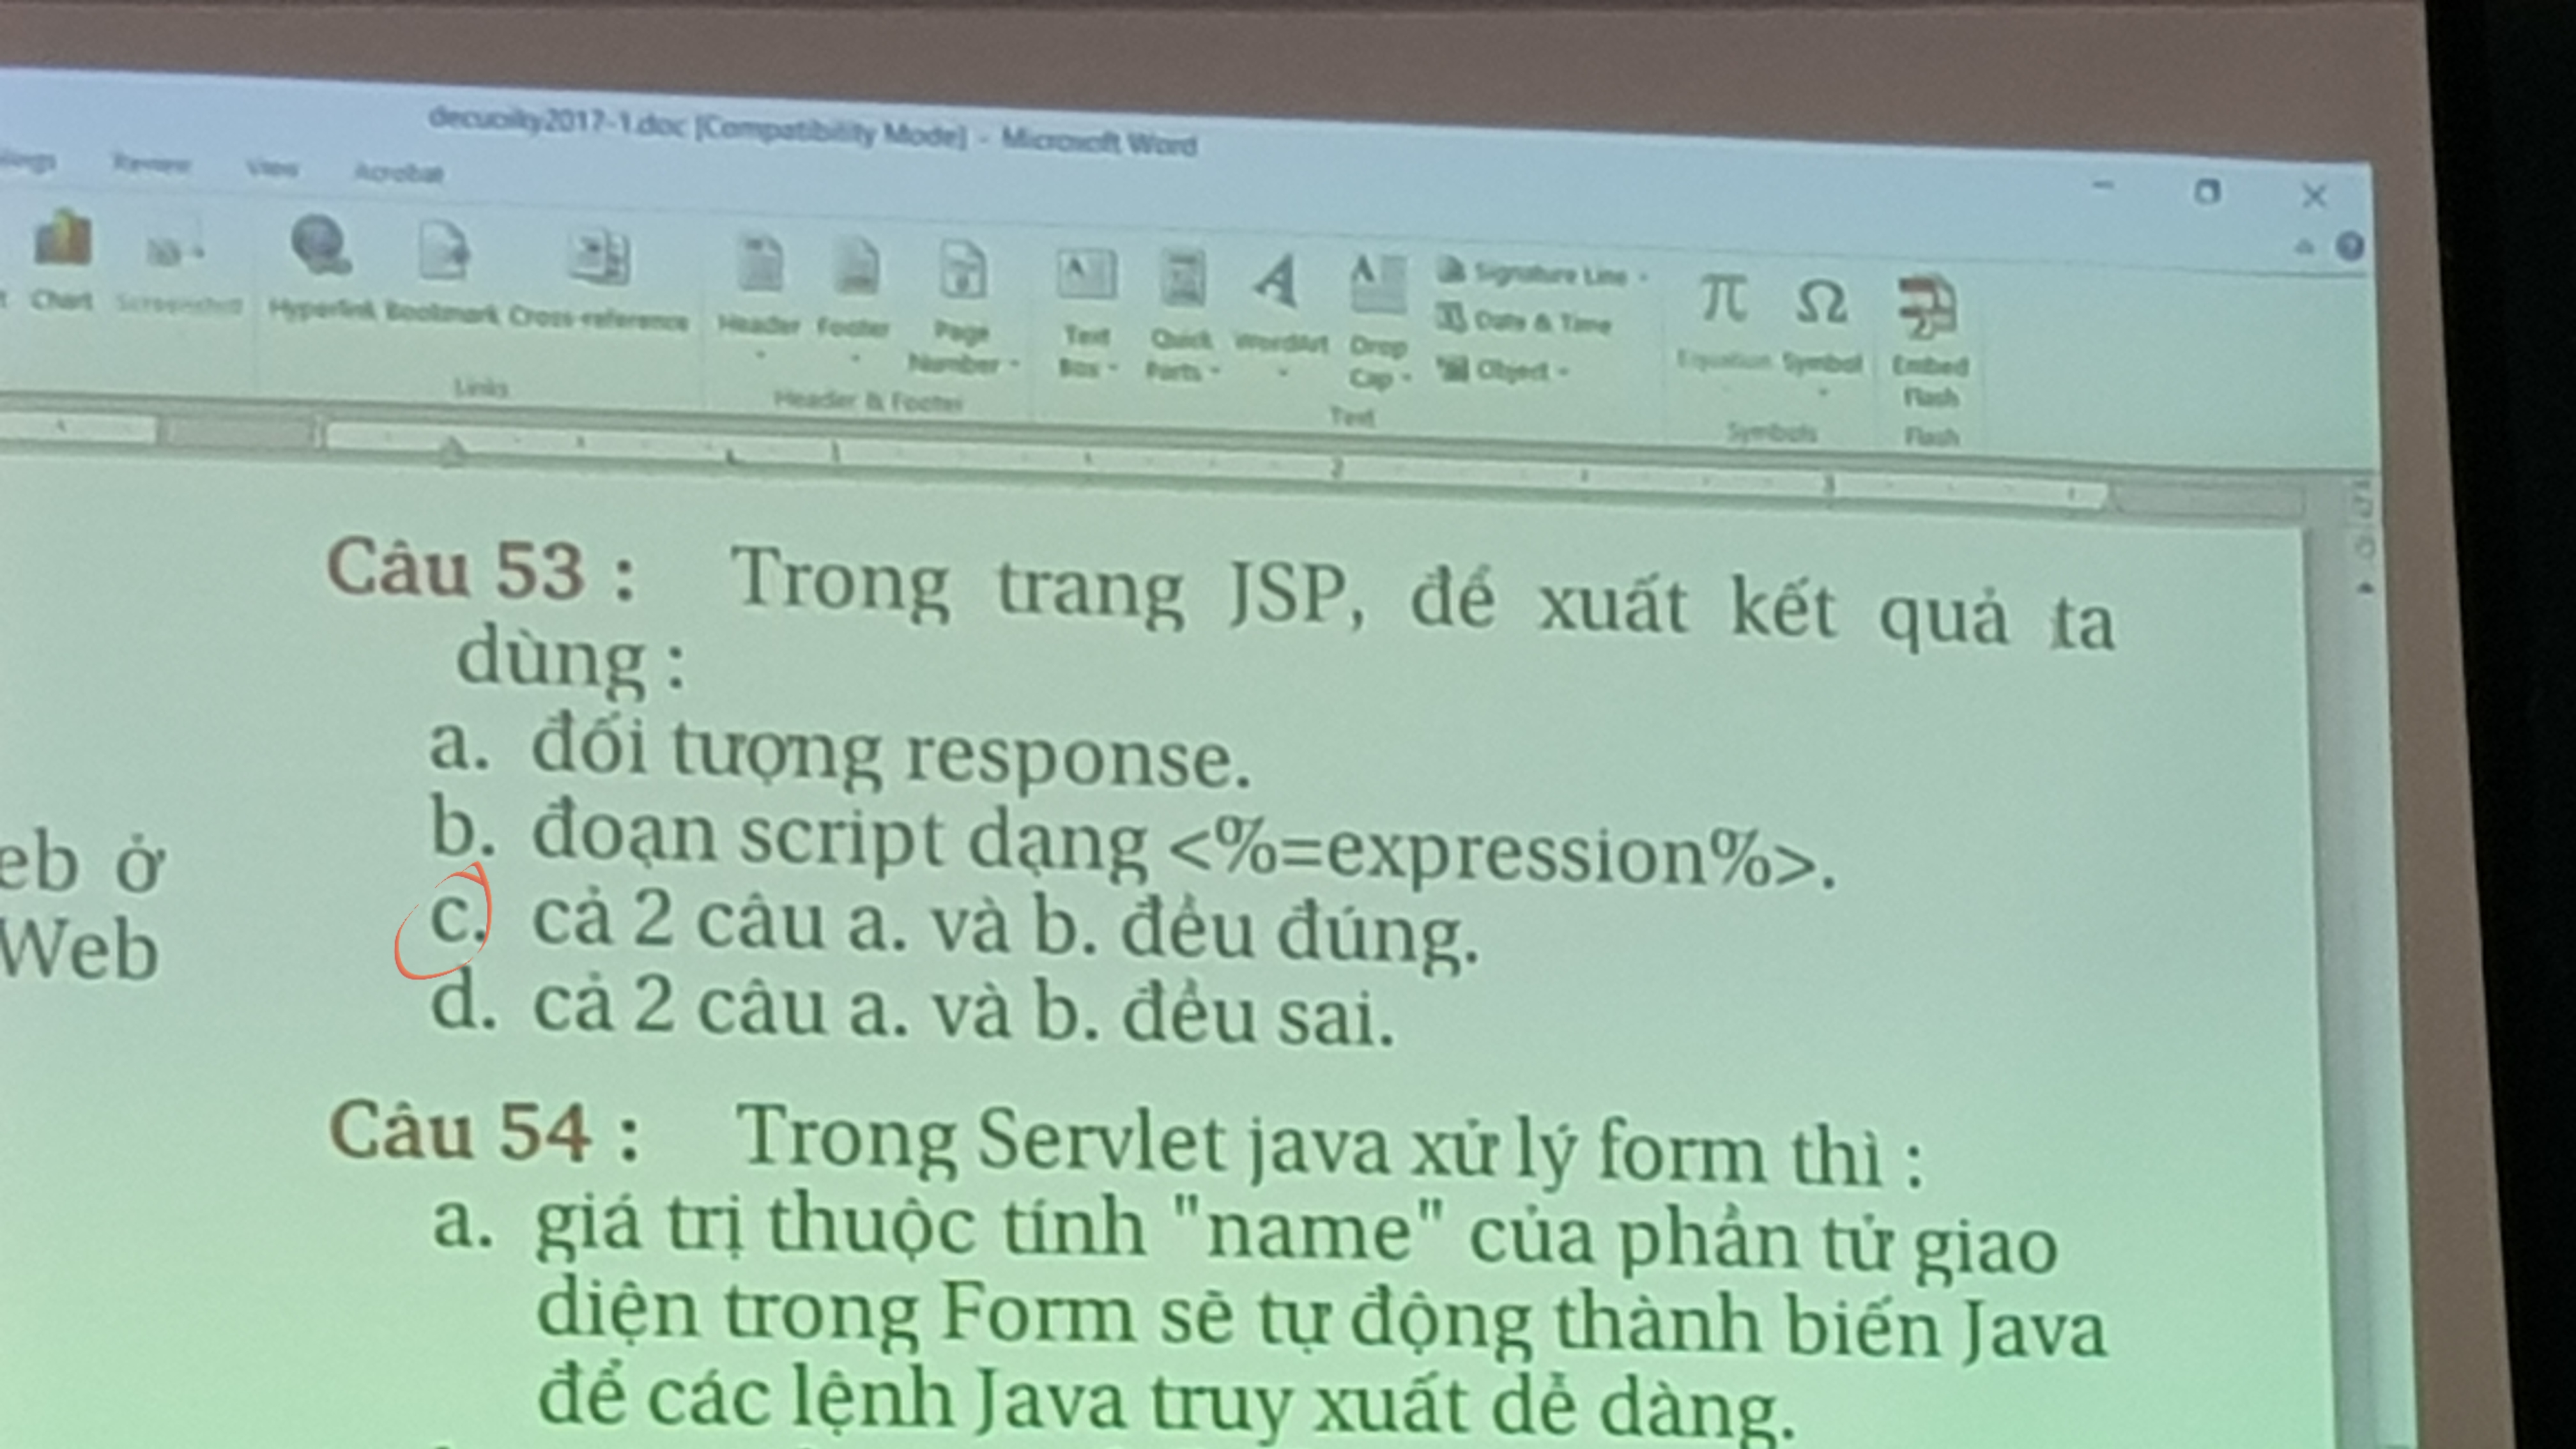 [Compatibility Mode] - Microsoft Word
Review View Acrobat
Chart Screenshot Hyperlink Bookmark Cross-reference Header Footer Page Number Text Box Quick Parts WordArt Drop Cap Signature Line
Date & Time
Object
Equation Symbol Embed Flash
Links Header & Footer Text Symbols Flash
Câu 53 : Trong trang JSP, để xuất kết quả ta
dùng :
a. đối tượng response.
b. đoạn script dạng <%=expression%>.
c. cả 2 câu a. và b. đều đúng.
d. cả 2 câu a. và b. đều sai.
Câu 54 : Trong Servlet java xử lý form thì :
a. giá trị thuộc tính "name" của phần tử giao
diện trong Form sẽ tự động thành biến Java
để các lệnh Java truy xuất dễ dàng.
eb ở
Web